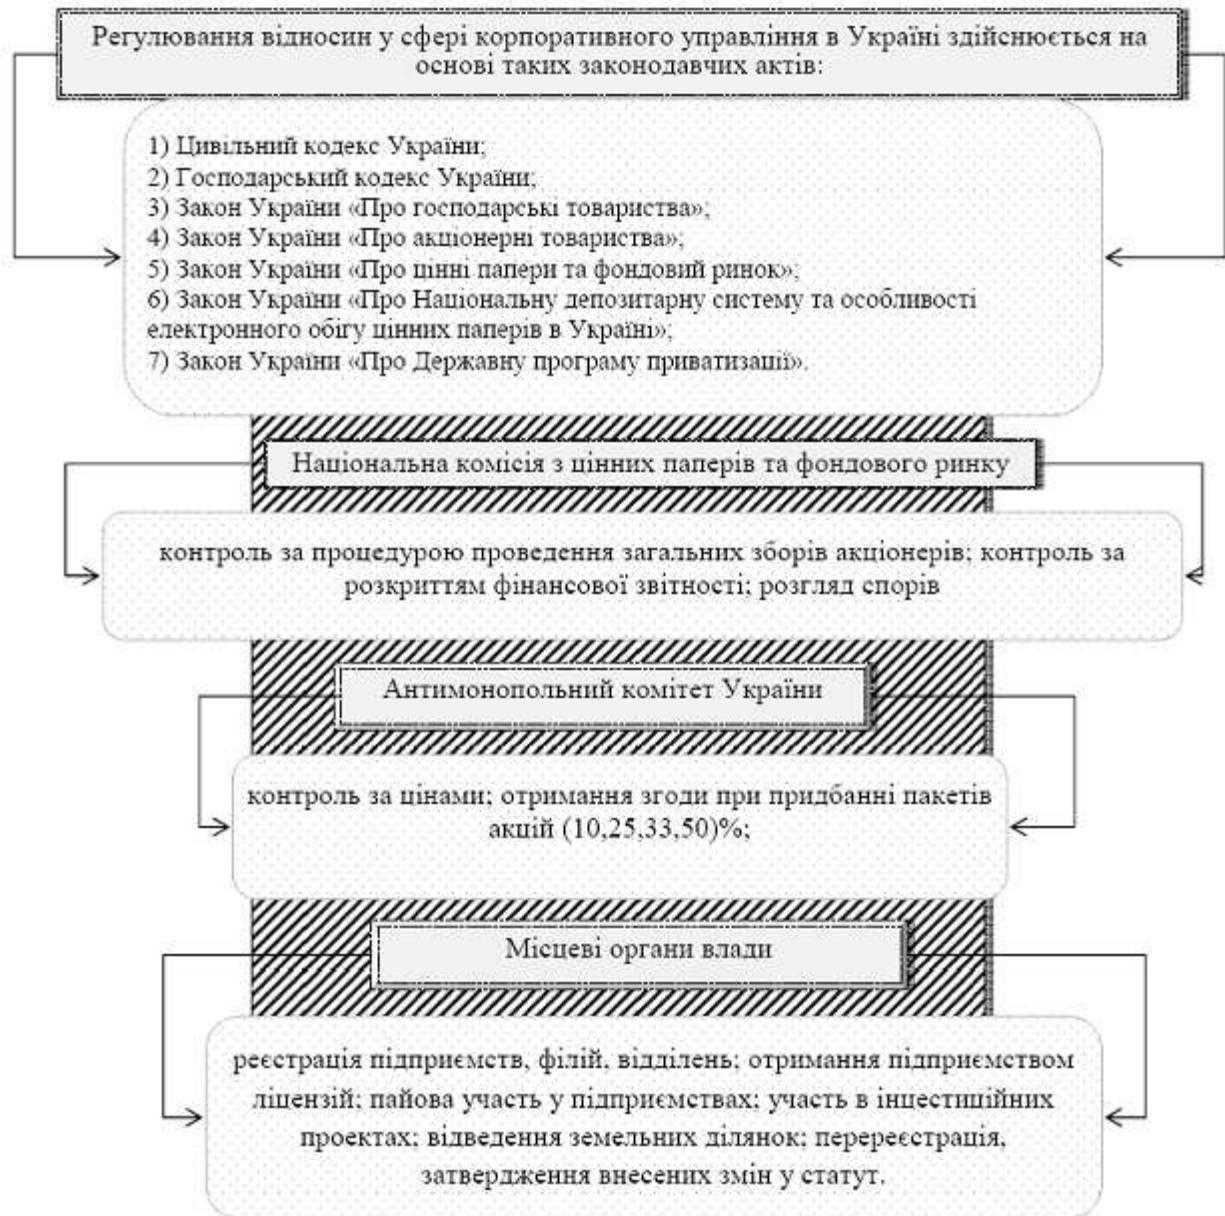 Регулювання відносин у сфері корпоративного управління в Україні здійснюється на
основі таких законодавчих актів:
1) Цивільний кодекс України;
2) Господарський кодекс України;
3) Закон України «Про господарські товариства»;
4) Закон України «Про акціонерні товариства»;
5) Закон України «Про цінні папери та фондовий ринок»;
6) Закон України «Про Національну депозитарну систему та особливості
електронного обігу цінних паперів в Україні»;
7) Закон України «Про Державну програму приватизації».
Національна комісія з цінних паперів та фондового ринку
контроль за процедурою проведення загальних зборів акціонерів; контроль за
розкриттям фінансової звітності; розгляд спорів
Антимонопольний комітет України
контроль за цінами; отримання згоди при придбанні пакетів
акцій (10,25,33,50)%;
Місцеві органи влади
реєстрація підприємств, філій, відділень; отримання підприємством
ліцензій; пайова участь у підприємствах; участь в інцестиційних
проектах; відведення земельних ділянок; перереєстрація,
затвердження внесених змін у статут.